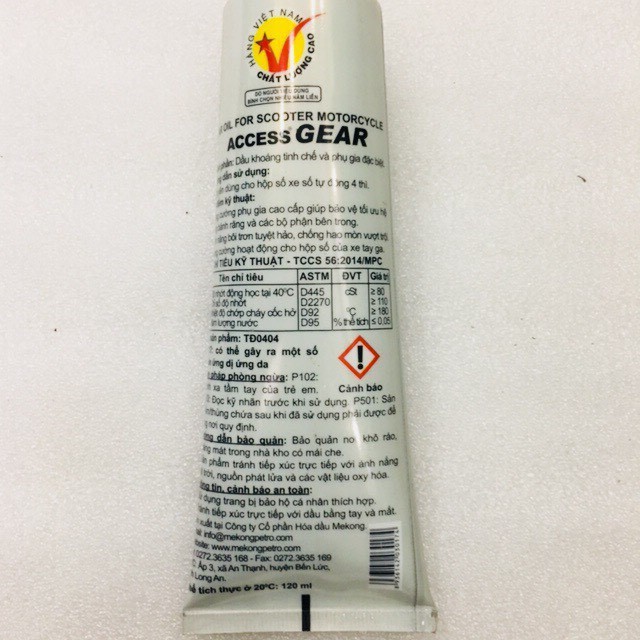 HÀNG VIỆT NAM
CHẤT LƯỢNG CAO
DO NGƯỜI TIÊU DÙNG
BÌNH CHỌN NHIỀU NĂM LIỀN
OIL FOR SCOOTER MOTORCYCLE
ACCESS GEAR
phần: Dầu khoáng tinh chế và phụ gia đặc biệt
dẫn sử dụng:
dùng cho hộp số xe số tự động 4 thì.
kỹ thuật:
phụ gia cao cấp giúp bảo vệ tối ưu hệ
răng và các bộ phận bên trong.
bôi trơn tuyệt hảo, chống hao mòn vượt trội
hoạt động cho hộp số của xe tay ga.
TIÊU KỸ THUẬT - TCCS 56:2014/MPC
Tên chỉ tiêu ASTM ĐVT Giá trị
nhớt động học tại 40ºC D445 cSt ≥ 80
số độ nhớt D2270 ≥ 110
độ chớp cháy cốc hở D92 ºC ≥ 180
lượng nước D95 % thể tích ≤ 0,05
phẩm: TĐ0404
có thể gây ra một số
ứng dị ứng da
Cảnh báo
pháp phòng ngừa: P102:
xa tầm tay của trẻ em.
Đọc kỹ nhãn trước khi sử dụng. P501: Sản
thùng chứa sau khi đã sử dụng phải được để
nơi quy định.
dẫn bảo quản: Bảo quản nơi khô ráo,
mát trong nhà kho có mái che.
phẩm tránh tiếp xúc trực tiếp với ánh nắng
trời, nguồn phát lửa và các vật liệu oxy hóa.
tin, cảnh báo an toàn:
dụng trang bị bảo hộ cá nhân thích hợp.
tiếp xúc trực tiếp với dầu bằng tay và mắt.
xuất tại Công ty Cổ phần Hóa dầu Mekong.
info@mekongpetro.com
www.mekongpetro.com
0272.3635 168 - Fax: 0272.3635 169
Ấp 3, xã An Thạnh, huyện Bến Lức,
Long An.
tích thực ở 20ºC: 120 ml